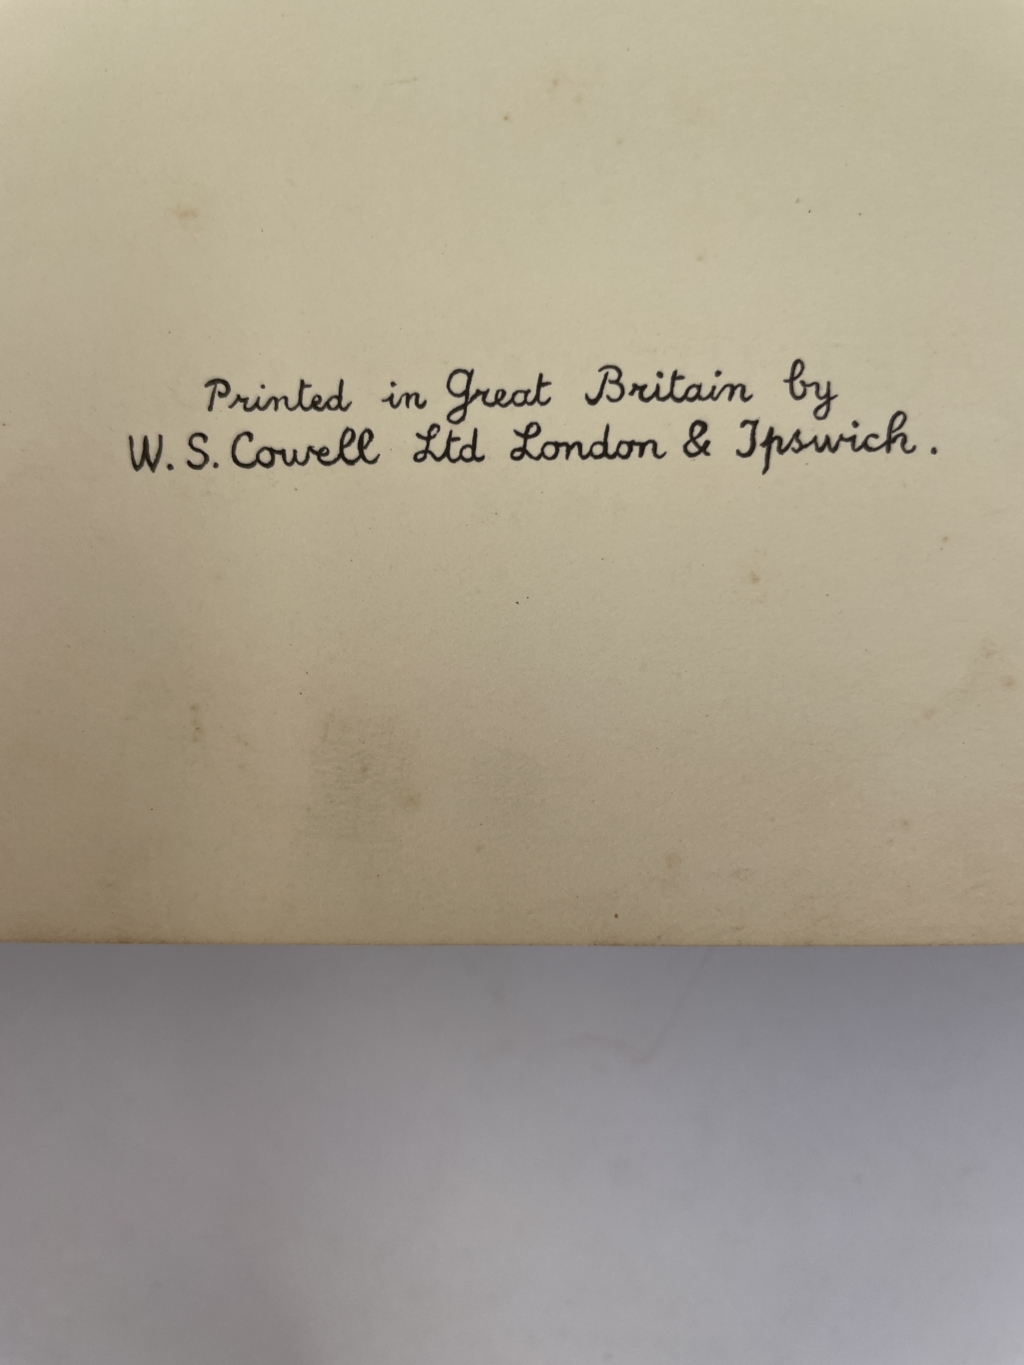 Printed in Great Britain by
W. S. Cowell Ltd London & Ipswich.